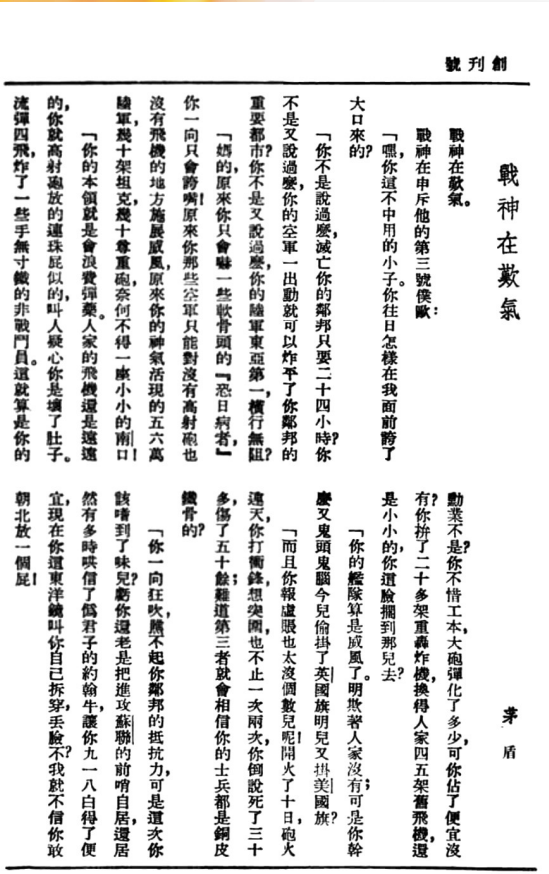 創刊號
戰神在歎氣
茅盾
戰神在歎氣。
戰神在申斥他的第三號僕歐：
「嘿，你這不中用的小子。你往日怎樣在我面前誇了
大口來的？
「你不是說過麼，滅亡你的鄰邦只要二十四小時？你
不是又說過麼，你的空軍一出動就可以炸平了你鄰邦的
重要都市？你不是又說過麼，你的陸軍東亞第一，橫行無阻？
「媽的，原來你只會嚇一些軟骨頭的『恐日病者，』
你一向只會誇嘴！原來你那些空軍只能對沒有高射砲也
沒有飛機的地方施展威風，原來你的神氣活現的五六萬
陸軍，幾十架坦克，幾十尊重砲，奈何不得一座小小的南口！
「你的本領就是會浪費彈藥。人家的飛機還是遠遠
的，你就高射砲放的連珠屁似的，叫人疑心你是壞了肚子。
流彈四飛，炸了一些手無寸鐵的非戰鬥員。這就算是你的
勳業不是？你不惜工本，大砲彈化了多少，可你佔了便宜沒
有？你拚了二十多架重轟炸機，換得人家四五架舊飛機，還
是小小的，你這臉擱到那兒去？
「你的艦隊算是威風了。明欺著人家沒有；可是你幹
麼又鬼頭鬼腦今兒偷掛了英國旗明兒又掛美國旗？
「而且你報虛賬也太沒個數兒呢！開火了十日，砲火
連天，你打衝鋒，想突圍，也不止一次兩次，你倒說死了三十
多，傷了五十餘；難道第三者就會相信你的士兵都是銅皮
鐵骨的？
「你一向狂吹，瞧不起你鄰邦的抵抗力，可是這次你
該嘗到了味兒？虧你還老是把進攻蘇聯的前哨自居，還居
然有多時哄信了僞君子的約翰牛，讓你九一八白得了便
宜，現在你這東洋鏡叫你自己拆穿，丟臉不？我就不信你敢
朝北放一個屁！